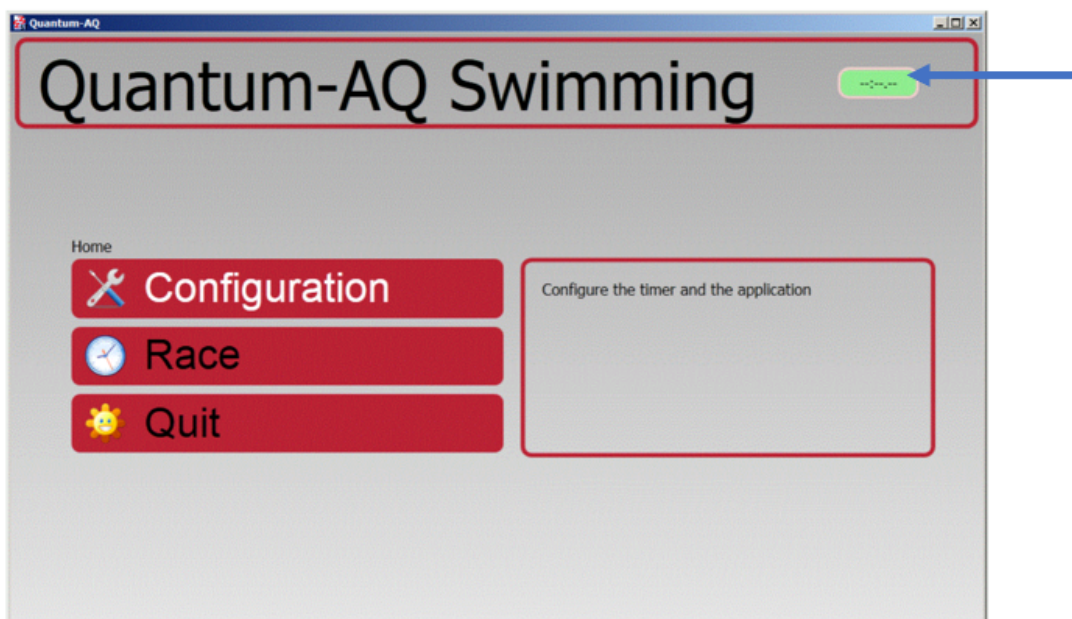 Quantum-AQ
Quantum-AQ Swimming
--:--.--
Home
Configuration
Configure the timer and the application
Race
Quit